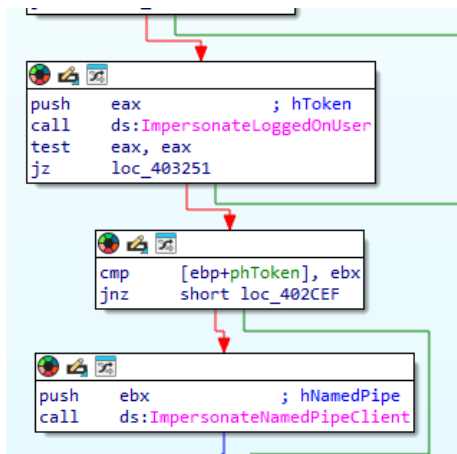 push eax ; hToken
call ds:ImpersonateLoggedOnUser
test eax, eax
jz loc_403251
cmp [ebp+phToken], ebx
jnz short loc_402CEF
push ebx ; hNamedPipe
call ds:ImpersonateNamedPipeClient